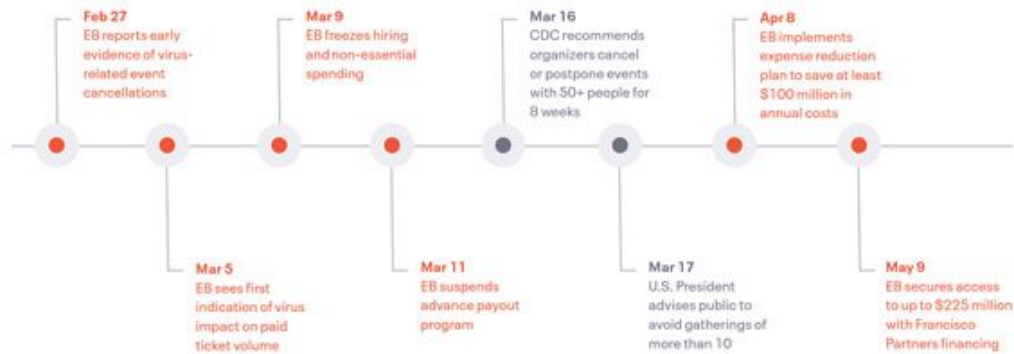 Feb 27
EB reports early
evidence of virus-
related event
cancellations
Mar 5
EB sees first
indication of virus
impact on paid
ticket volume
Mar 9
EB freezes hiring
and non-essential
spending
Mar 11
EB suspends
advance payout
program
Mar 16
CDC recommends
organizers cancel
or postpone events
with 50+ people for
8 weeks
Mar 17
U.S. President
advises public to
avoid gatherings of
more than 10
Apr 8
EB implements
expense reduction
plan to save at least
$100 million in
annual costs
May 9
EB secures access
to up to $225 million
with Francisco
Partners financing